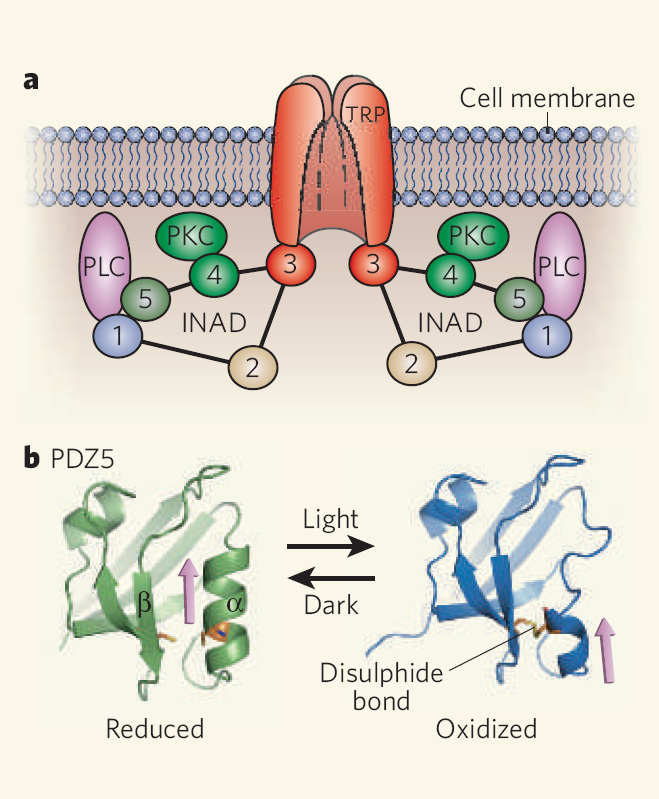 a
Cell membrane
TRP
PLC
PKC
4
3
5
INAD
1
2
3
PKC
4
PLC
5
INAD
1
2
b PDZ5
Light
Dark
β
α
Disulphide
bond
Reduced
Oxidized